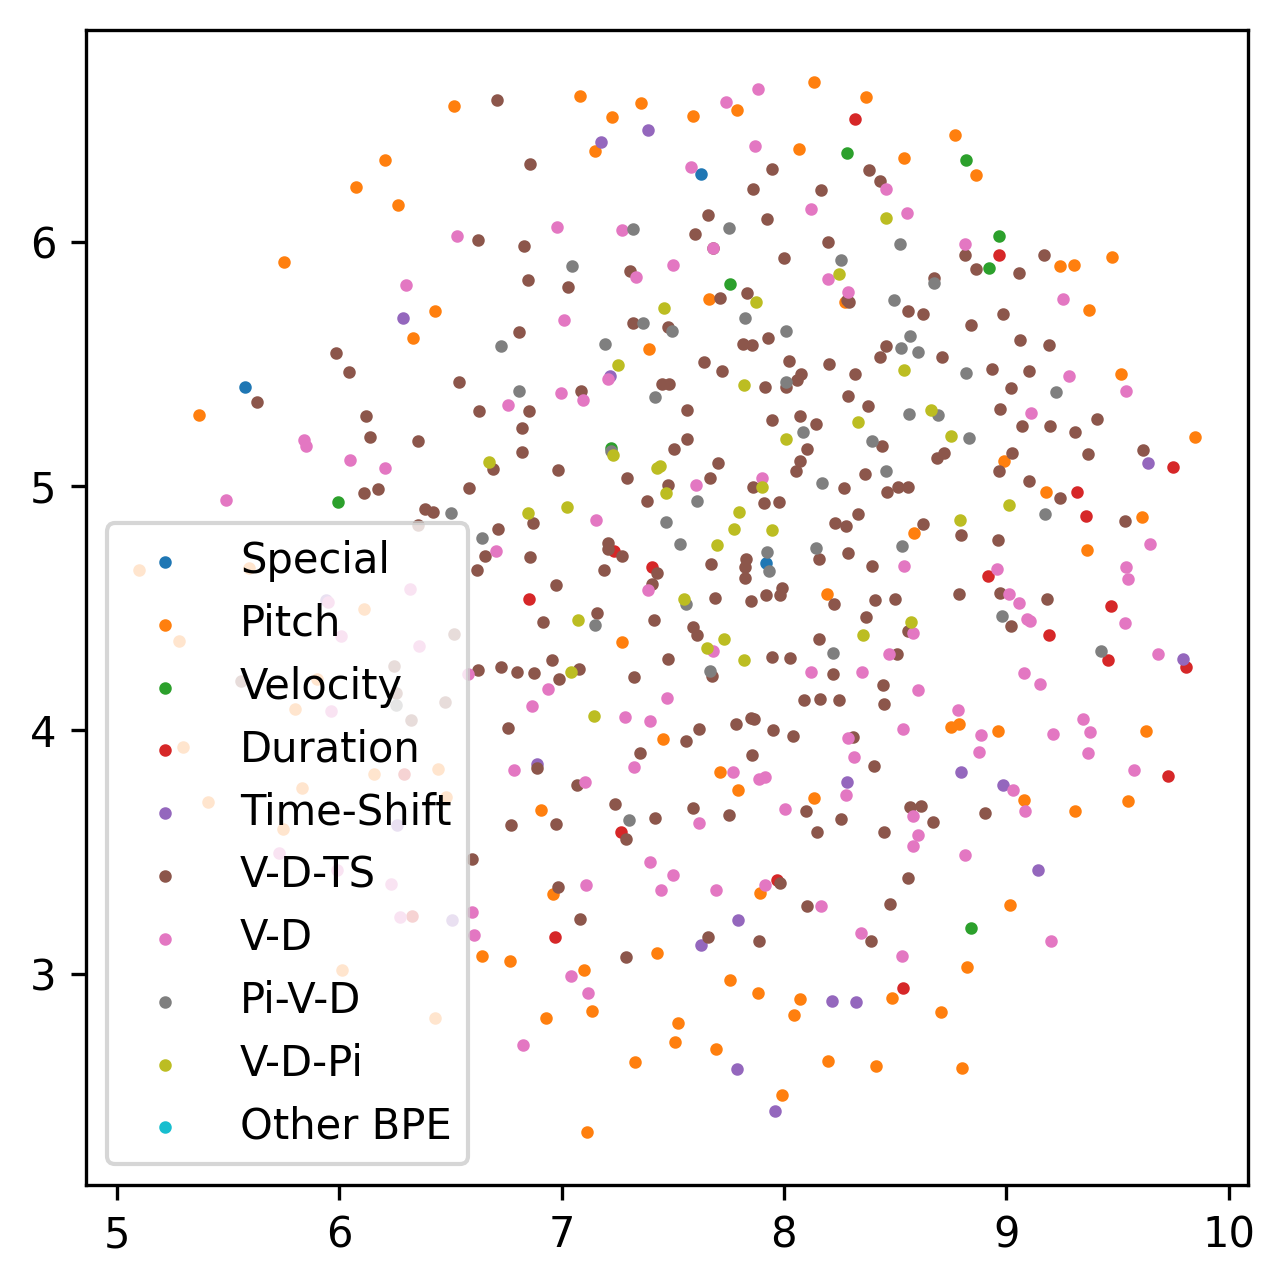 6
5
4
3
Special
Pitch
Velocity
Duration
Time-Shift
V-D-TS
V-D
Pi-V-D
V-D-Pi
Other BPE
5 6 7 8 9 10